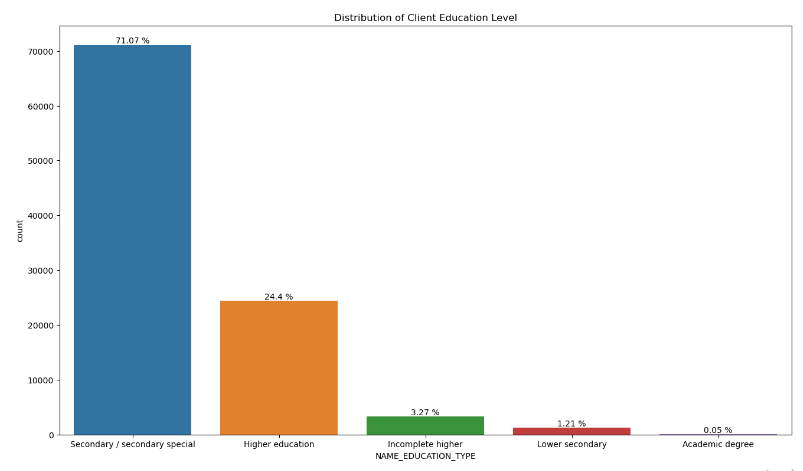 Distribution of Client Education Level
71.07 %
70000
60000
50000
40000
30000
24.4 %
20000
10000
3.27 %
1.21 %
0.05 %
0
count
Secondary / secondary special
Higher education
Incomplete higher
Lower secondary
Academic degree
NAME_EDUCATION_TYPE